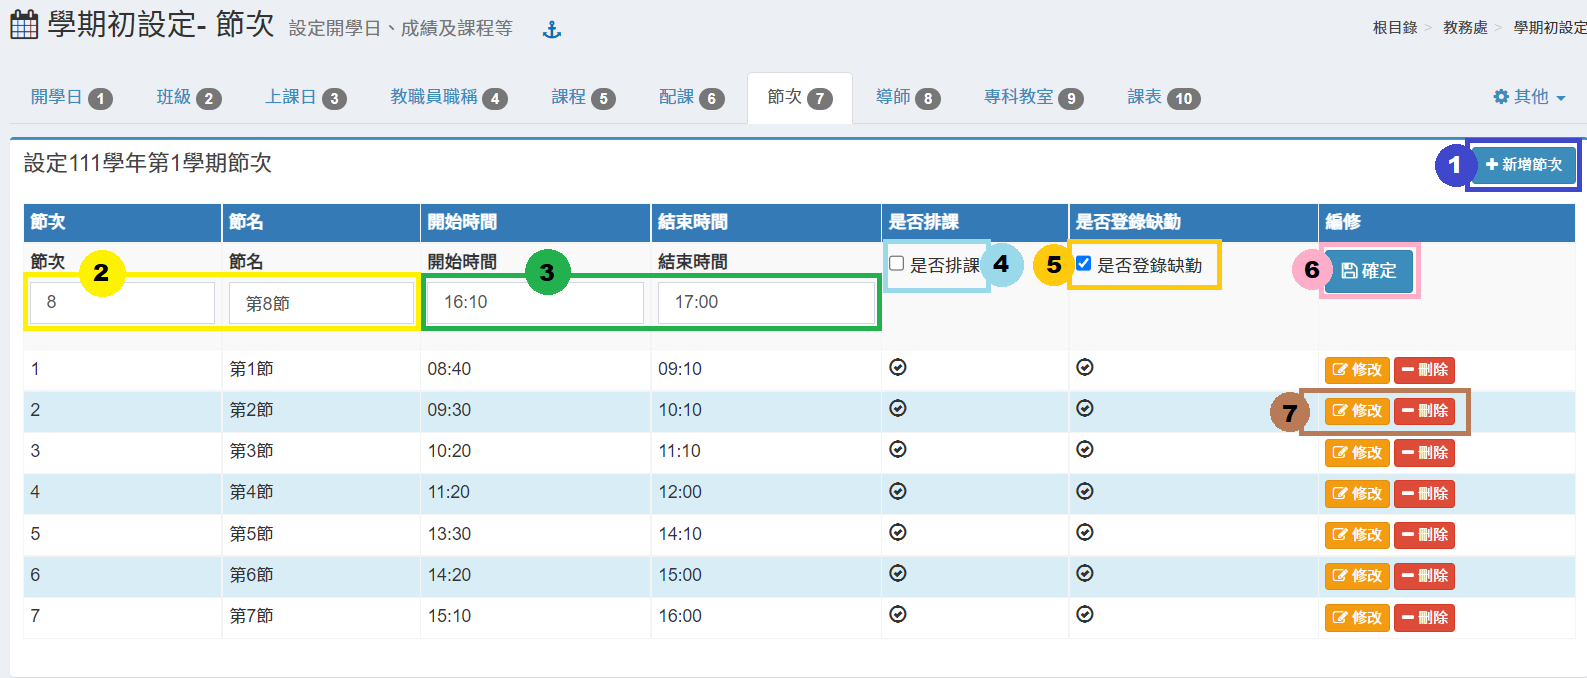 學期初設定- 節次 設定開學日、成績及課程等
根目錄 > 教務處 > 學期初設定
開學日 1 班級 2 上課日 3 教職員職稱 4 課程 5 配課 6 節次 7 導師 8 專科教室 9 課表 10 其他
設定111學年第1學期節次 1 新增節次
節次 節名 開始時間 結束時間 是否排課 是否登錄缺勤 編修
節次 2 節名 開始時間 3 結束時間 是否排課 4 5 是否登錄缺勤 6 確定
8 第8節 16:10 17:00
1 第1節 08:40 09:10 修改 刪除
2 第2節 09:30 10:10 7 修改 刪除
3 第3節 10:20 11:10 修改 刪除
4 第4節 11:20 12:00 修改 刪除
5 第5節 13:30 14:10 修改 刪除
6 第6節 14:20 15:00 修改 刪除
7 第7節 15:10 16:00 修改 刪除